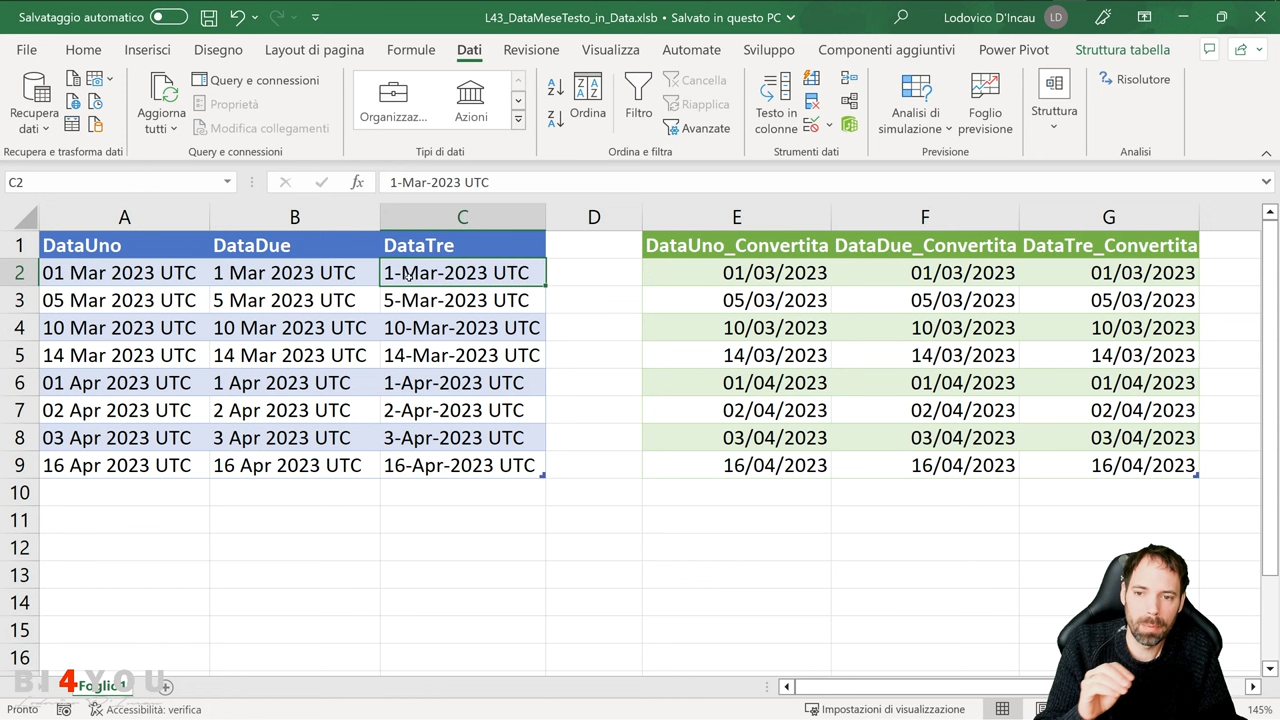 Salvataggio automatico L43_DataMeseTesto_in_Data.xlsb • Salvato in questo PC Lodovico D'Incau LD
File Home Inserisci Disegno Layout di pagina Formule Dati Revisione Visualizza Automate Sviluppo Componenti aggiuntivi Power Pivot Struttura tabella
Recupera dati
Aggiorna tutti
Query e connessioni
Proprietà
Modifica collegamenti
Organizzaz... Azioni
Ordina
Filtro
Cancella
Riapplica
Avanzate
Testo in colonne
Analisi di simulazione
Foglio previsione
Struttura
Risolutore
Recupera e trasforma dati Query e connessioni Tipi di dati Ordina e filtra Strumenti dati Previsione Analisi
C2 fx 1-Mar-2023 UTC
A B C D E F G
1 DataUno DataDue DataTre DataUno_Convertita DataDue_Convertita DataTre_Convertita
2 01 Mar 2023 UTC 1 Mar 2023 UTC 1-Mar-2023 UTC 01/03/2023 01/03/2023 01/03/2023
3 05 Mar 2023 UTC 5 Mar 2023 UTC 5-Mar-2023 UTC 05/03/2023 05/03/2023 05/03/2023
4 10 Mar 2023 UTC 10 Mar 2023 UTC 10-Mar-2023 UTC 10/03/2023 10/03/2023 10/03/2023
5 14 Mar 2023 UTC 14 Mar 2023 UTC 14-Mar-2023 UTC 14/03/2023 14/03/2023 14/03/2023
6 01 Apr 2023 UTC 1 Apr 2023 UTC 1-Apr-2023 UTC 01/04/2023 01/04/2023 01/04/2023
7 02 Apr 2023 UTC 2 Apr 2023 UTC 2-Apr-2023 UTC 02/04/2023 02/04/2023 02/04/2023
8 03 Apr 2023 UTC 3 Apr 2023 UTC 3-Apr-2023 UTC 03/04/2023 03/04/2023 03/04/2023
9 16 Apr 2023 UTC 16 Apr 2023 UTC 16-Apr-2023 UTC 16/04/2023 16/04/2023 16/04/2023
10
11
12
13
14
15
16
BI4YOU
Foglio1
Pronto Accessibilità: verifica Impostazioni di visualizzazione 145%